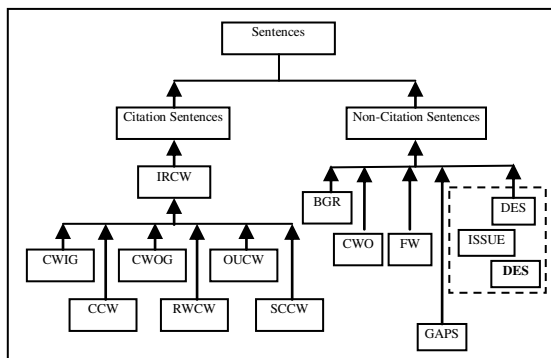 Sentences
Citation Sentences
Non-Citation Sentences
IRCW
BGR
CWO
FW
DES
ISSUE
DES
CWIG
CWOG
OUCW
CCW
RWCW
SCCW
GAPS